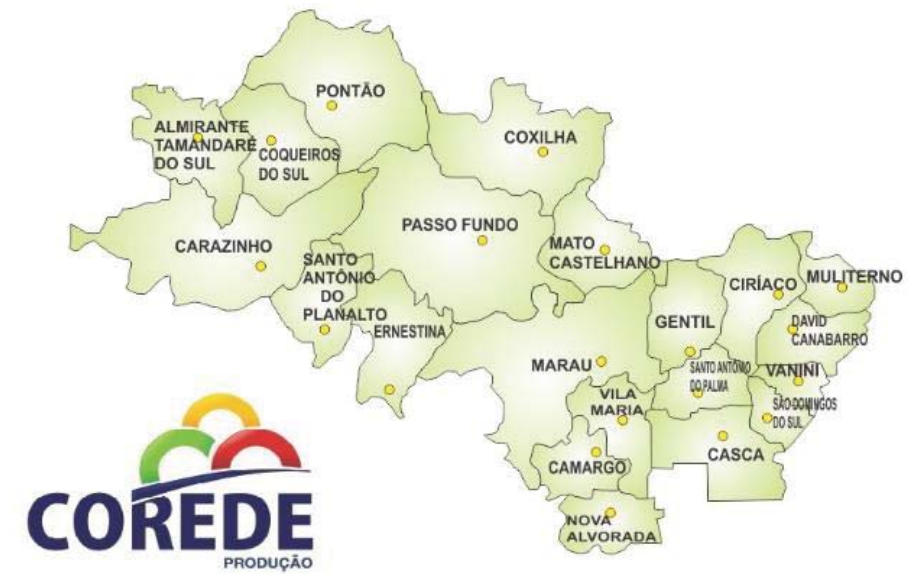 PONTÃO
ALMIRANTE
TAMANDARÉ
DO SUL
COQUEIROS
DO SUL
COXILHA
CARAZINHO
PASSO FUNDO
MATO
CASTELHANO
SANTO
ANTÔNIO
DO
PLANALTO
ERNESTINA
CIRÍAÇO
MULITERNO
GENTIL
DAVID
CANABARRO
MARAU
SANTO ANTÔNIO
DO PALMA
VANINI
VILA
MARIA
SÃO DOMINGOS
DO SUL
CAMARGO
CASCA
NOVA
ALVORADA
COREDE
PRODUÇÃO